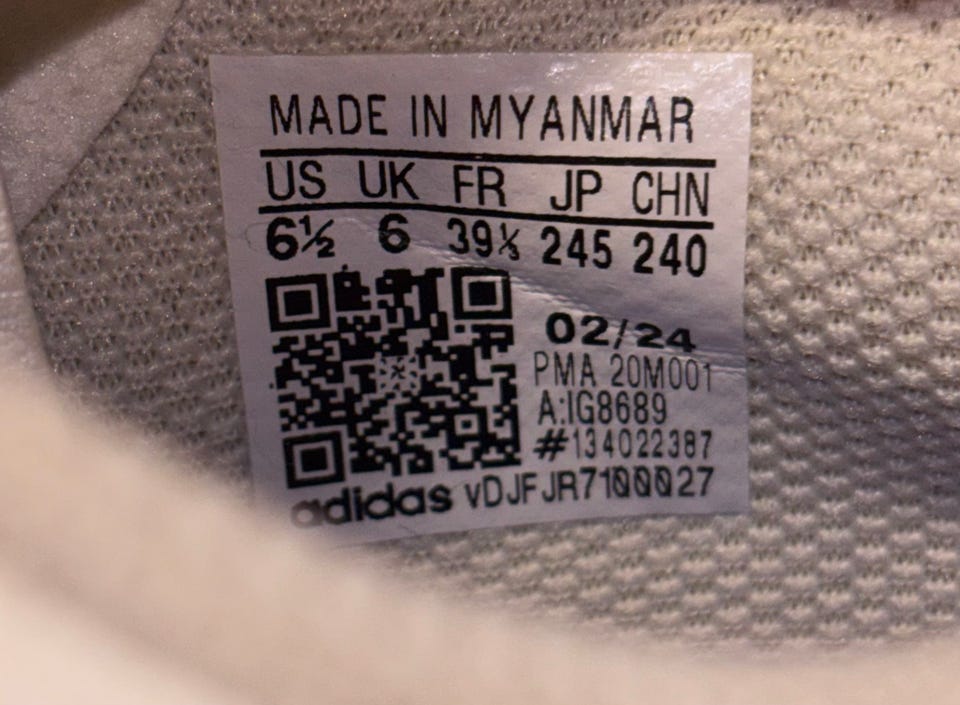 MADE IN MYANMAR
US UK FR JP CHN
6½ 6 39⅓ 245 240
02/24
PMA 20M001
A:IG8689
#134022387
adidas VDJFJR7100027